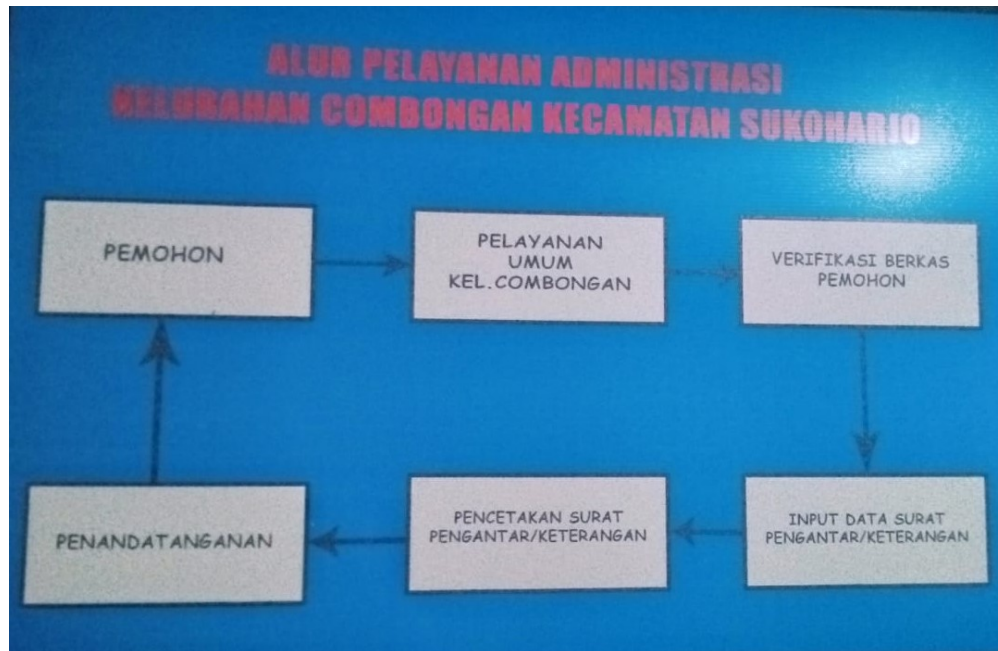 ALUR PELAYANAN ADMINISTRASI
KELURAHAN COMBONGAN KECAMATAN SUKOHARJO
PEMOHON
PELAYANAN
UMUM
KEL.COMBONGAN
VERIFIKASI BERKAS
PEMOHON
INPUT DATA SURAT
PENGANTAR/KETERANGAN
PENCETAKAN SURAT
PENGANTAR/KETERANGAN
PENANDATANGANAN